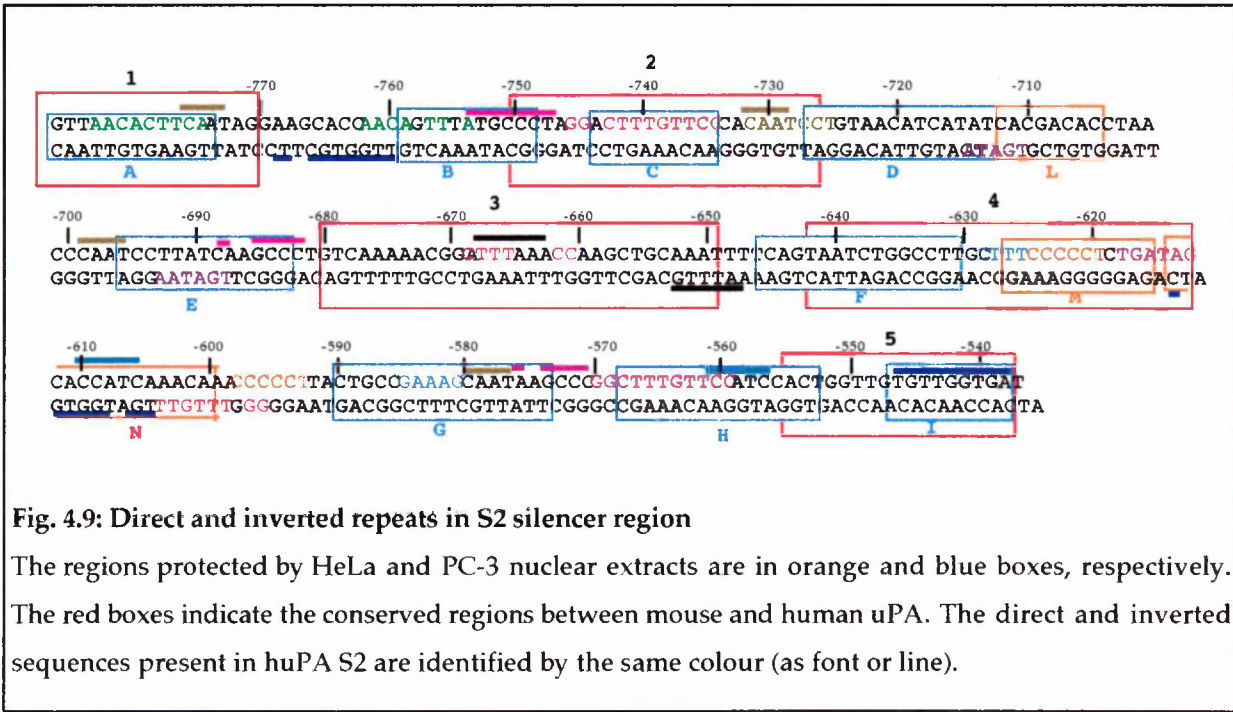 1
2
-770 -760 -750 -740 -730 -720 -710
GTTAACACTTCAATAGGAAGCACCAACAGTTTATGCCCTAGGACTTTGTTCCCACAATCCTGTAACATCATATCACGACACCTAA
CAATTGTGAAGTTATCCTTCGTGGTTGTCAAATACGGGATCCTGAAACAAGGGTGTTAGGACATTGTAGATAGTGCTGTGGATT
A B C D L
3 4
-700 -690 -680 -670 -660 -650 -640 -630 -620
CCCAATCCTTATCAAGCCCTGTCAAAAACGGATTTAAACCAAGCTGCAAATTTTCAGTAATCTGGCCTTGCTTTCCCCCTCTGATAG
GGGTTAGGAATAGTTCGGGACAGTTTTTGCCTGAAATTTGGTTCGACGTTTAAAAGTCATTAGACCGGAACGGAAAGGGGGAGACTA
E F M
5
-610 -600 -590 -580 -570 -560 -550 -540
CACCATCAAACAAACCCCCTTACTGCCGAAAGCAATAAGCCCGGCTTTGTTCCATCCACTGGTTGTGTTGGTGAT
GTGGTAGTTTGTTTGGGGGAATGACGGCTTTCGTTATTCGGGCCGAAACAAGGTAGGTGACCAACACAACCACTA
N G H I
Fig. 4.9: Direct and inverted repeats in S2 silencer region
The regions protected by HeLa and PC-3 nuclear extracts are in orange and blue boxes, respectively.
The red boxes indicate the conserved regions between mouse and human uPA. The direct and inverted
sequences present in huPA S2 are identified by the same colour (as font or line).